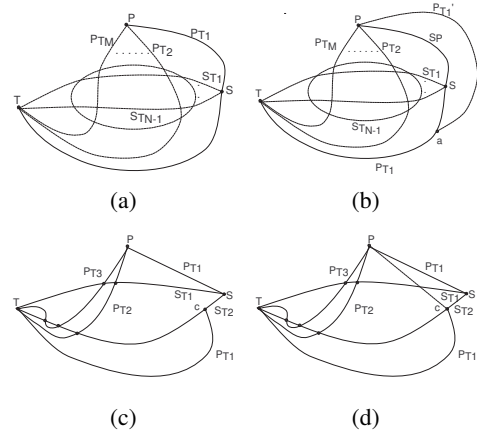 P
PT1
PTM
PT2
ST1
S
T
STN-1
(a)
PT1'
P
SP
PTM
PT2
ST1
S
T
STN-1
a
PT1
(b)
P
PT3
PT1
T
ST1
S
PT2
c
ST2
PT1
(c)
P
PT3
PT1
T
ST1
S
PT2
c
ST2
PT1
(d)